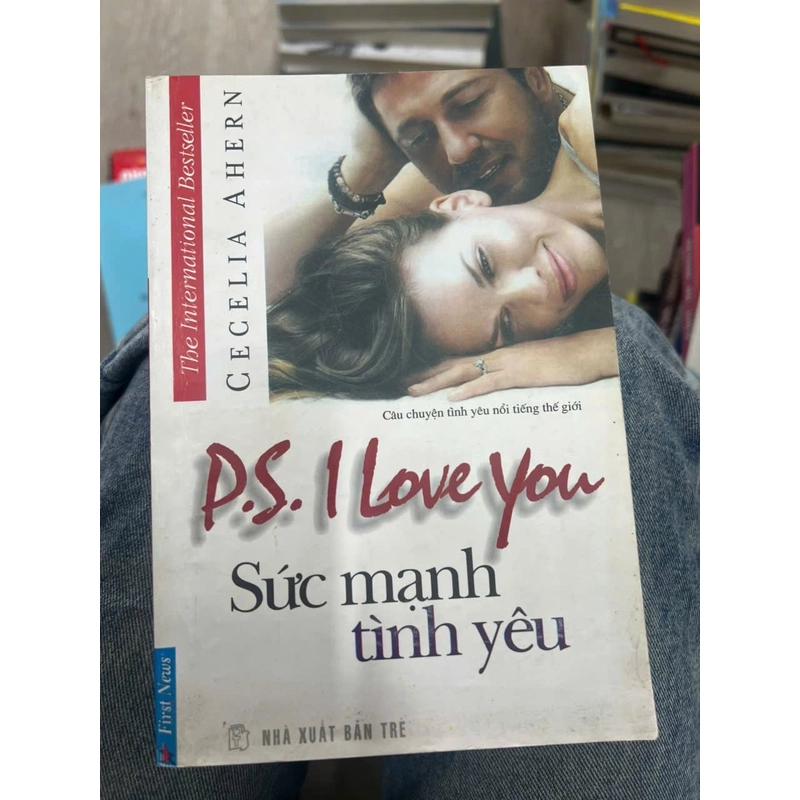 The International Bestseller
CECELIA AHERN
Câu chuyện tình yêu nổi tiếng thế giới
P.S. I Love You
Sức mạnh
tình yêu
First News
NHÀ XUẤT BẢN TRẺ